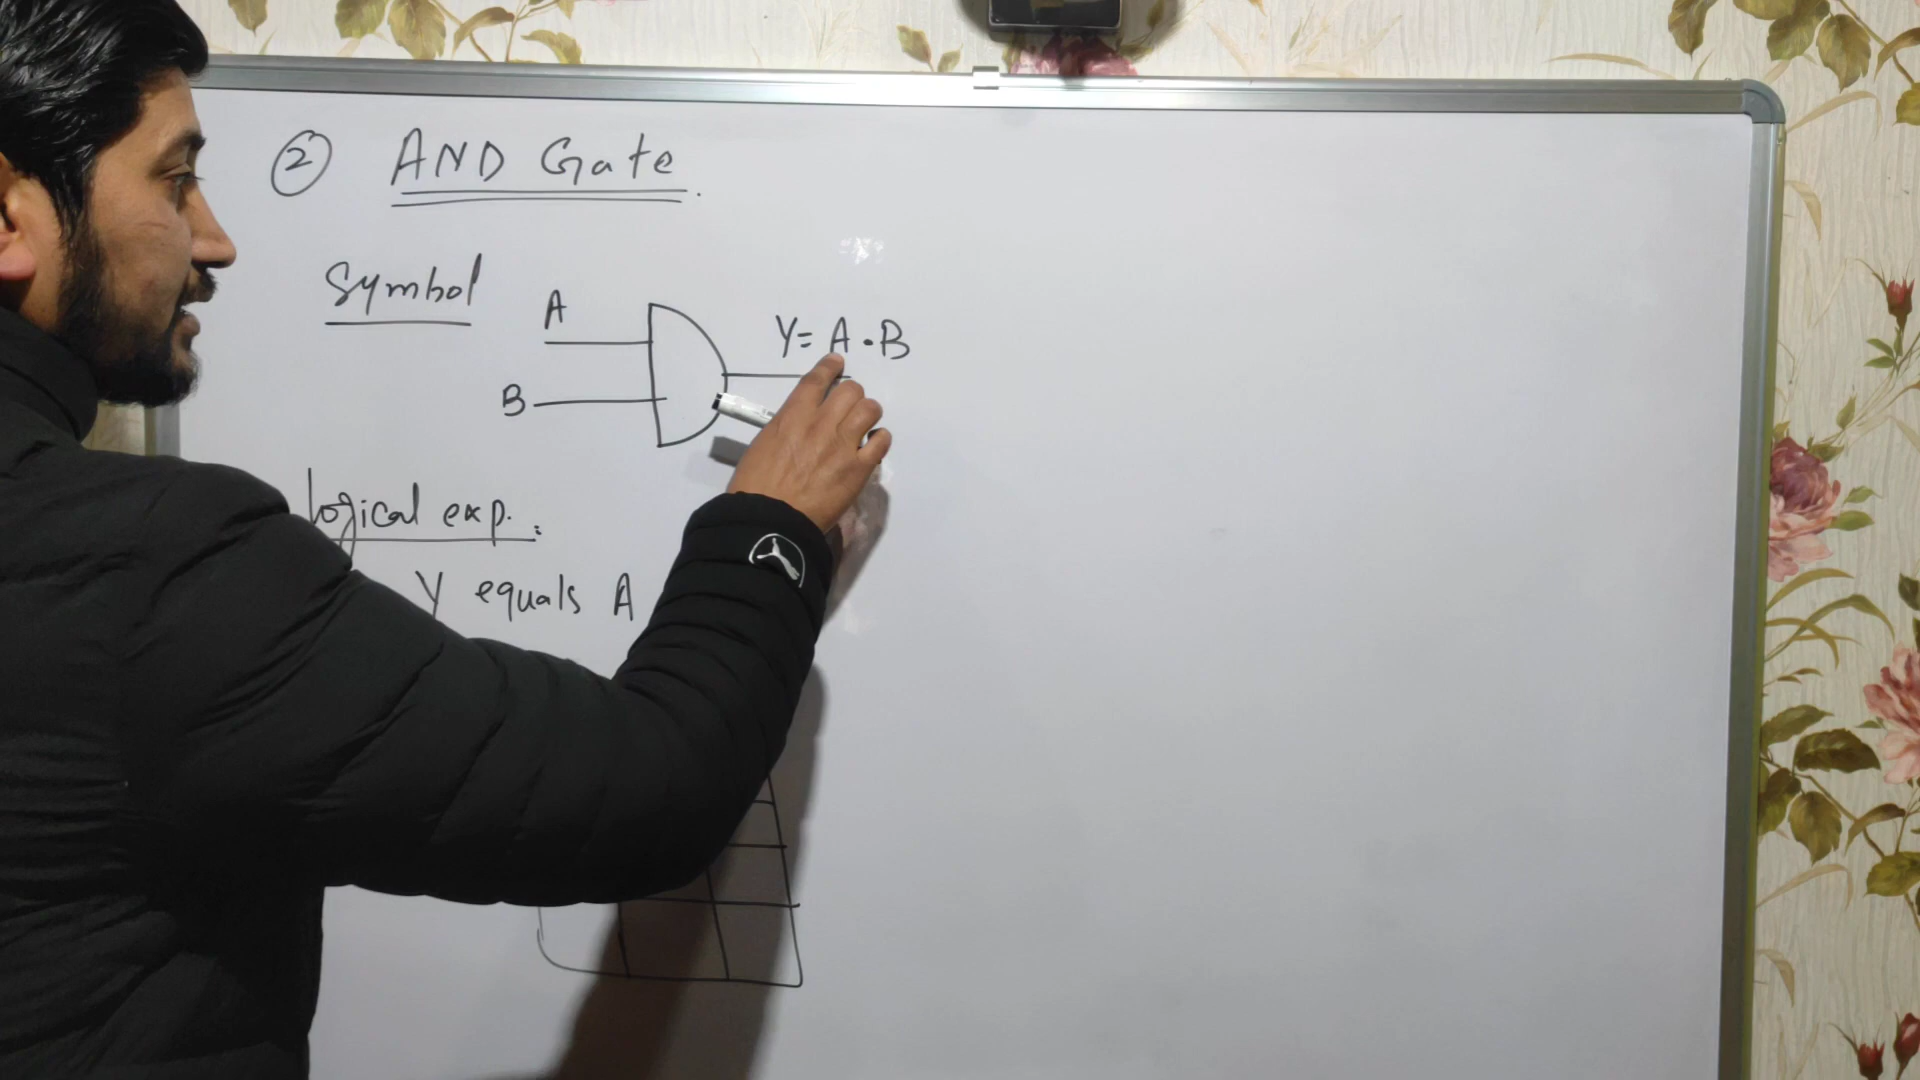 ② AND Gate.
Symbol
A
Y= A·B
B
logical exp.:
Y equals A